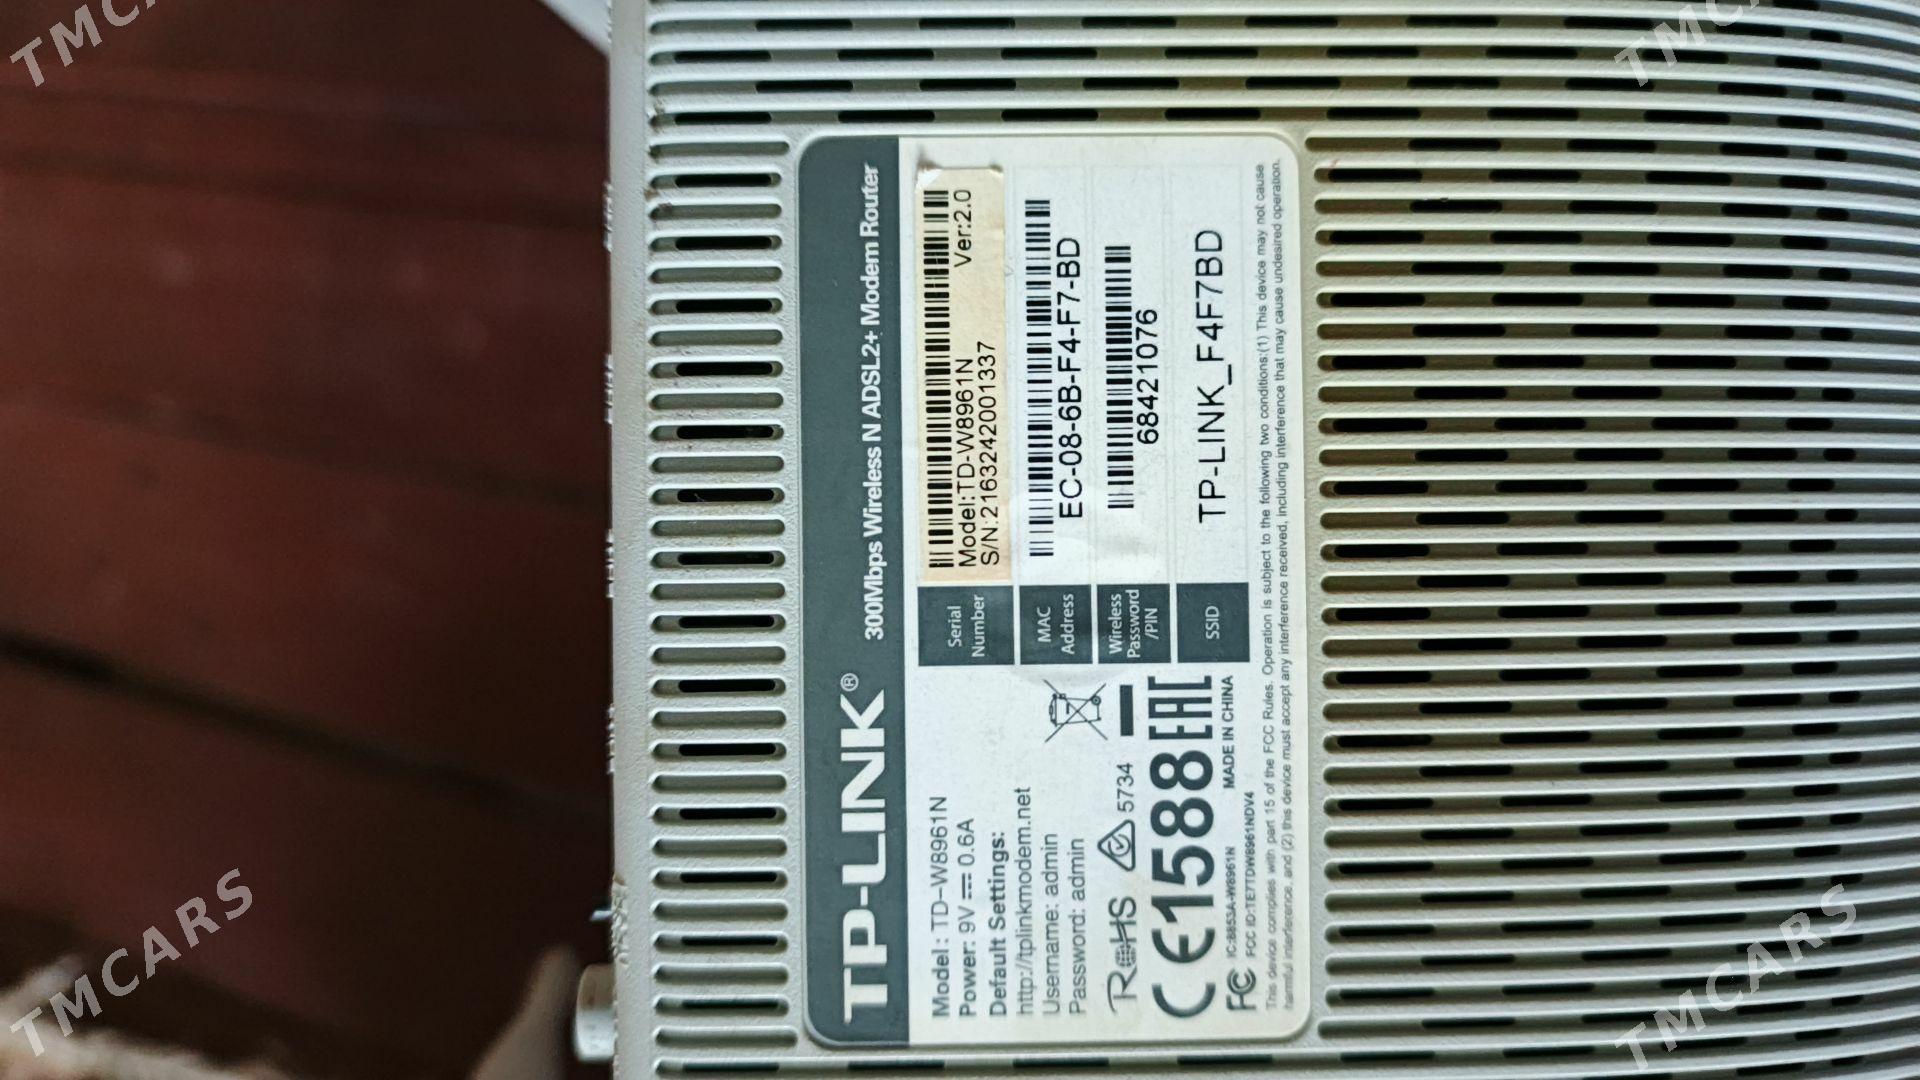 TP-LINK® 300Mbps Wireless N ADSL2+ Modem Router
Model: TD-W8961N
Power: 9V⎓0.6A
Default Settings:
http://tplinkmodem.net
Username: admin
Password: admin
RoHS 5734
CE1588 EAC
FC IC:8853A-W8961N MADE IN CHINA
FCC ID:TE7TDW8961NDV4
Serial
Number
Model:TD-W8961N Ver:2.0
S/N:2163242001337
MAC
Address
EC-08-6B-F4-F7-BD
Wireless
Password
/PIN
68421076
SSID
TP-LINK_F4F7BD
This device complies with part 15 of the FCC Rules. Operation is subject to the following two conditions:(1) This device may not cause
harmful interference, and (2) this device must accept any interference received, including interference that may cause undesired operation.
TMCARS
TMCARS
TMCARS
TMCARS